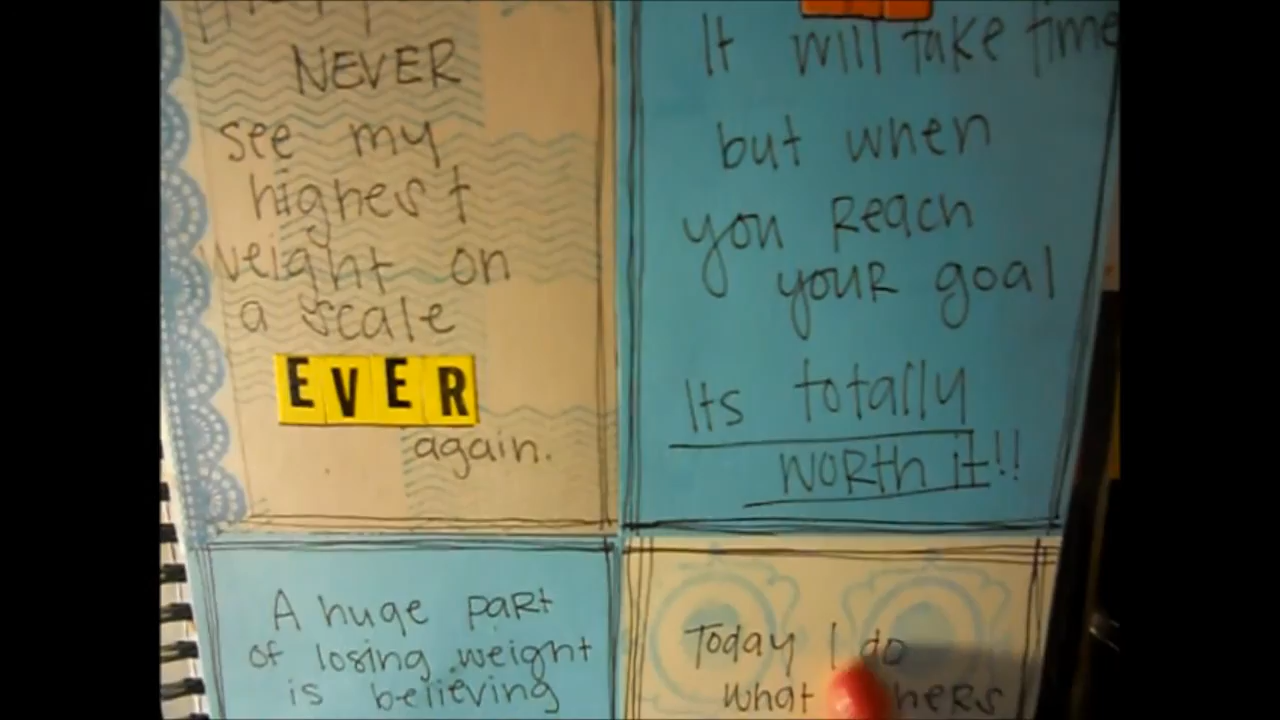 NEVER
see my
highest
weight on
a scale
EVER
again.
It will take time
but when
you Reach
your goal
Its totally
WORTH it!!
A huge part
of losing weight
is believing
Today I do
what